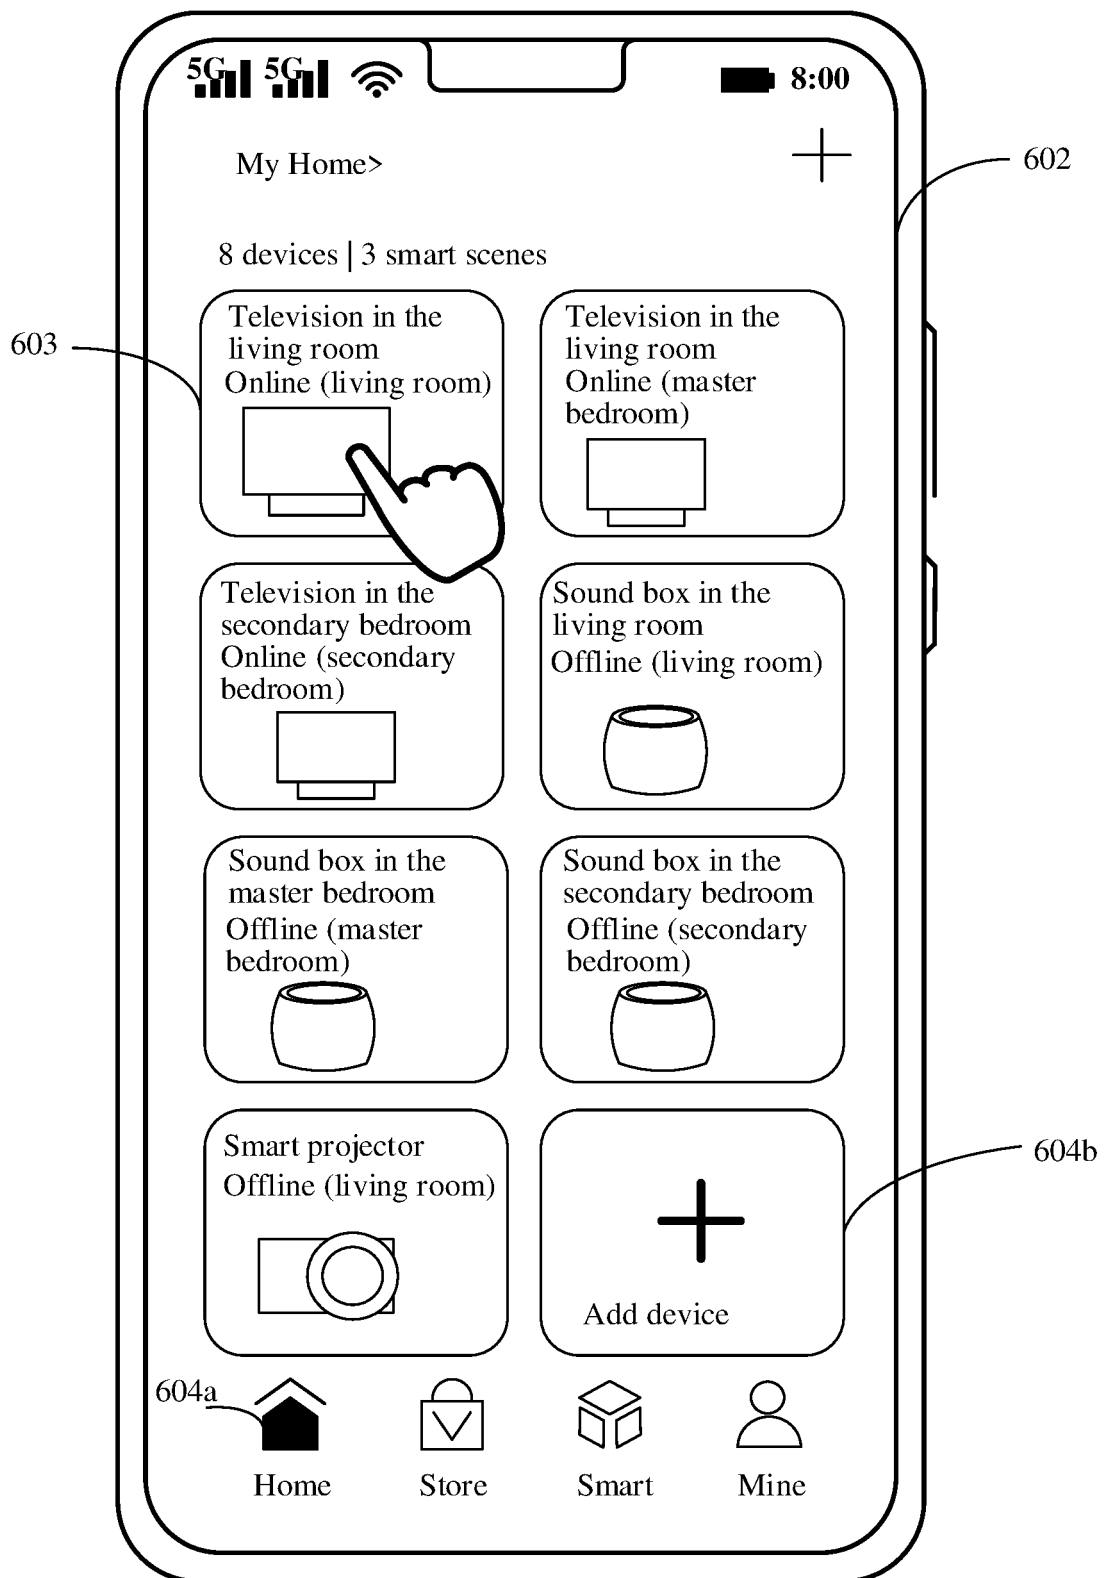 5G 5G 8:00
My Home>
602
8 devices | 3 smart scenes
603
Television in the
living room
Online (living room)
Television in the
living room
Online (master
bedroom)
Television in the
secondary bedroom
Online (secondary
bedroom)
Sound box in the
living room
Offline (living room)
Sound box in the
master bedroom
Offline (master
bedroom)
Sound box in the
secondary bedroom
Offline (secondary
bedroom)
Smart projector
Offline (living room)
Add device
604b
604a
Home Store Smart Mine